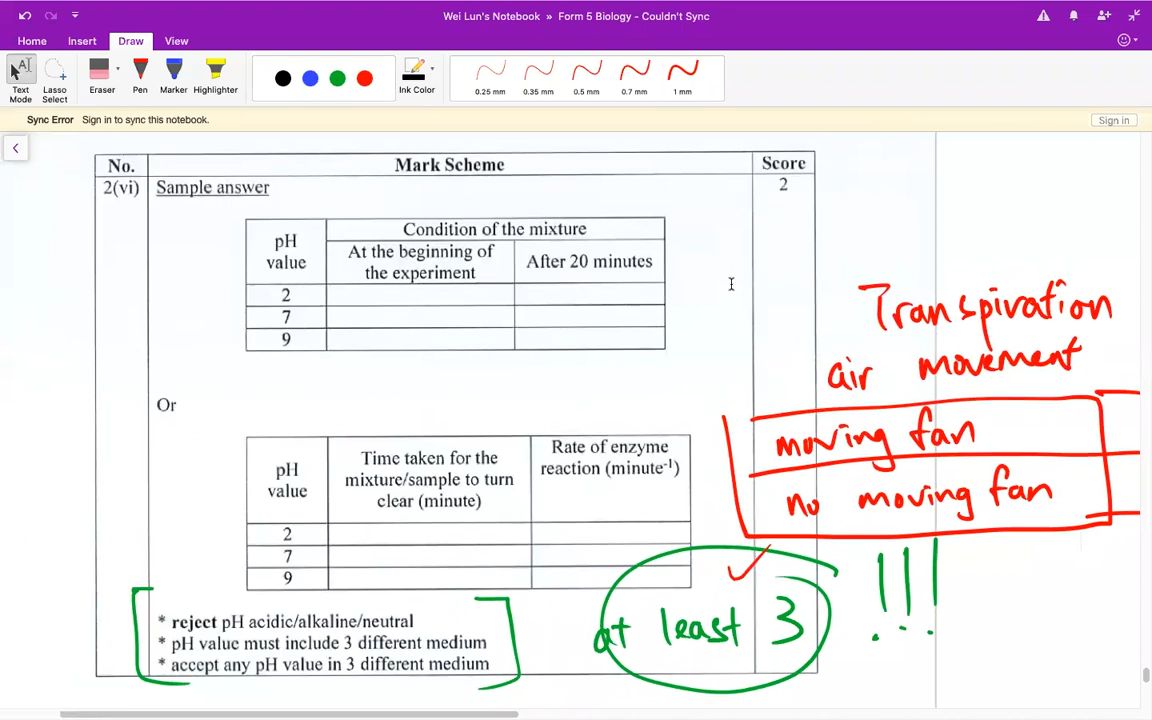 Wei Lun's Notebook » Form 5 Biology - Couldn't Sync
Home Insert Draw View
Text Mode
Lasso Select
Eraser
Pen
Marker
Highlighter
Ink Color
0.25 mm
0.35 mm
0.5 mm
0.7 mm
1 mm
Sync Error Sign in to sync this notebook.
Sign in
No. Mark Scheme Score
2(vi) Sample answer 2
pH value
Condition of the mixture
At the beginning of the experiment
After 20 minutes
2
7
9
Or
pH value
Time taken for the mixture/sample to turn clear (minute)
Rate of enzyme reaction (minute⁻¹)
2
7
9
* reject pH acidic/alkaline/neutral
* pH value must include 3 different medium
* accept any pH value in 3 different medium
at least 3
!!!
Transpiration
air movement
moving fan
no moving fan